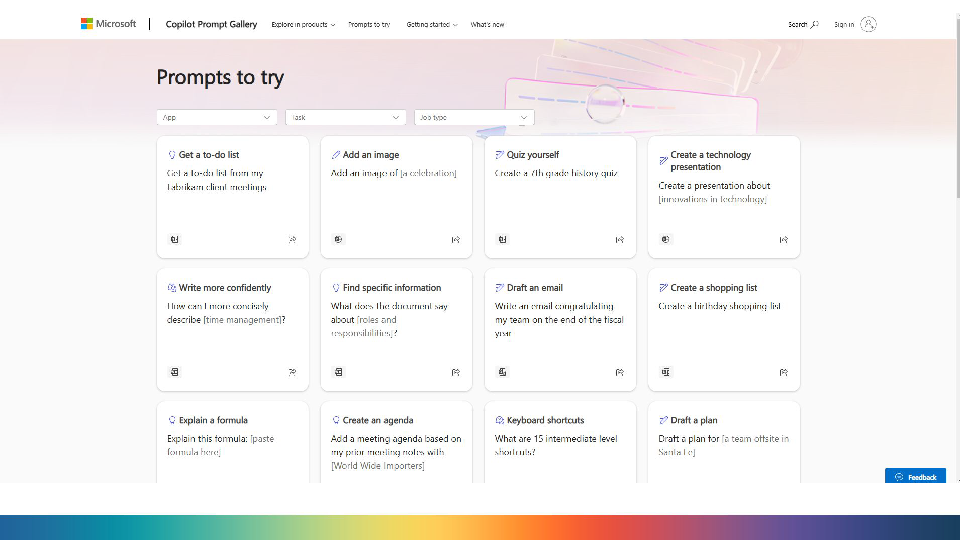 Microsoft
Copilot Prompt Gallery
Explore in products
Prompts to try
Getting started
What's new
Search
Sign in
Prompts to try
App
Task
Job type
Get a to-do list
Get a to-do list from my
Fabrikam client meetings
Add an image
Add an image of [a celebration]
Quiz yourself
Create a 7th grade history quiz
Create a technology
presentation
Create a presentation about
[innovations in technology]
Write more confidently
How can I more concisely
describe [time management]?
Find specific information
What does the document say
about [roles and
responsibilities]?
Draft an email
Write an email congratulating
my team on the end of the fiscal
year
Create a shopping list
Create a birthday shopping list
Explain a formula
Explain this formula: [paste
formula here]
Create an agenda
Add a meeting agenda based on
my prior meeting notes with
[World Wide Importers]
Keyboard shortcuts
What are 15 intermediate level
shortcuts?
Draft a plan
Draft a plan for [a team offsite in
Santa Fe]
Feedback